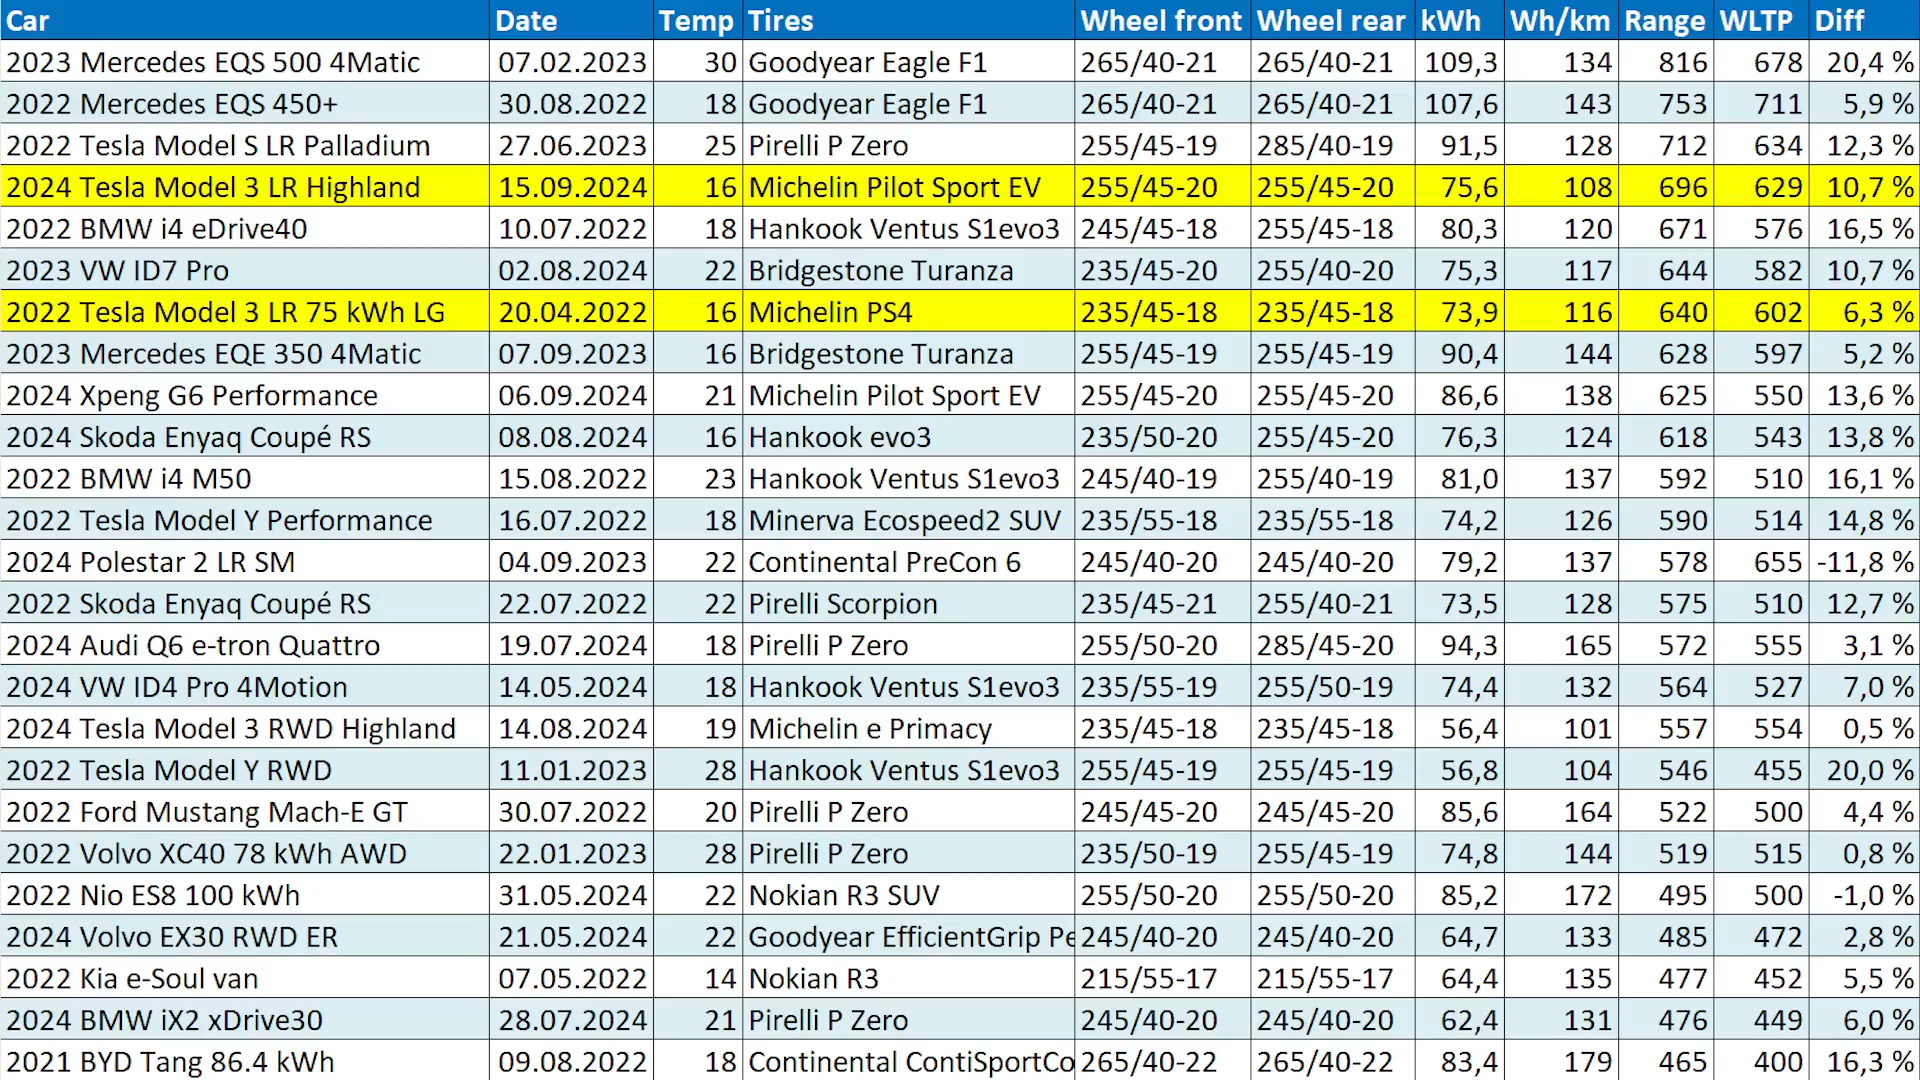 Car Date Temp Tires Wheel front Wheel rear kWh Wh/km Range WLTP Diff
2023 Mercedes EQS 500 4Matic 07.02.2023 30 Goodyear Eagle F1 265/40-21 265/40-21 109,3 134 816 678 20,4 %
2022 Mercedes EQS 450+ 30.08.2022 18 Goodyear Eagle F1 265/40-21 265/40-21 107,6 143 753 711 5,9 %
2022 Tesla Model S LR Palladium 27.06.2023 25 Pirelli P Zero 255/45-19 285/40-19 91,5 128 712 634 12,3 %
2024 Tesla Model 3 LR Highland 15.09.2024 16 Michelin Pilot Sport EV 255/45-20 255/45-20 75,6 108 696 629 10,7 %
2022 BMW i4 eDrive40 10.07.2022 18 Hankook Ventus S1evo3 245/45-18 255/45-18 80,3 120 671 576 16,5 %
2023 VW ID7 Pro 02.08.2024 22 Bridgestone Turanza 235/45-20 255/40-20 75,3 117 644 582 10,7 %
2022 Tesla Model 3 LR 75 kWh LG 20.04.2022 16 Michelin PS4 235/45-18 235/45-18 73,9 116 640 602 6,3 %
2023 Mercedes EQE 350 4Matic 07.09.2023 16 Bridgestone Turanza 255/45-19 255/45-19 90,4 144 628 597 5,2 %
2024 Xpeng G6 Performance 06.09.2024 21 Michelin Pilot Sport EV 255/45-20 255/45-20 86,6 138 625 550 13,6 %
2024 Skoda Enyaq Coupé RS 08.08.2024 16 Hankook evo3 235/50-20 255/45-20 76,3 124 618 543 13,8 %
2022 BMW i4 M50 15.08.2022 23 Hankook Ventus S1evo3 245/40-19 255/40-19 81,0 137 592 510 16,1 %
2022 Tesla Model Y Performance 16.07.2022 18 Minerva Ecospeed2 SUV 235/55-18 235/55-18 74,2 126 590 514 14,8 %
2024 Polestar 2 LR SM 04.09.2023 22 Continental PreCon 6 245/40-20 245/40-20 79,2 137 578 655 -11,8 %
2022 Skoda Enyaq Coupé RS 22.07.2022 22 Pirelli Scorpion 235/45-21 255/40-21 73,5 128 575 510 12,7 %
2024 Audi Q6 e-tron Quattro 19.07.2024 18 Pirelli P Zero 255/50-20 285/45-20 94,3 165 572 555 3,1 %
2024 VW ID4 Pro 4Motion 14.05.2024 18 Hankook Ventus S1evo3 235/55-19 255/50-19 74,4 132 564 527 7,0 %
2024 Tesla Model 3 RWD Highland 14.08.2024 19 Michelin e Primacy 235/45-18 235/45-18 56,4 101 557 554 0,5 %
2022 Tesla Model Y RWD 11.01.2023 28 Hankook Ventus S1evo3 255/45-19 255/45-19 56,8 104 546 455 20,0 %
2022 Ford Mustang Mach-E GT 30.07.2022 20 Pirelli P Zero 245/45-20 245/45-20 85,6 164 522 500 4,4 %
2022 Volvo XC40 78 kWh AWD 22.01.2023 28 Pirelli P Zero 235/50-19 255/45-19 74,8 144 519 515 0,8 %
2022 Nio ES8 100 kWh 31.05.2024 22 Nokian R3 SUV 255/50-20 255/50-20 85,2 172 495 500 -1,0 %
2024 Volvo EX30 RWD ER 21.05.2024 22 Goodyear EfficientGrip Pe 245/40-20 245/40-20 64,7 133 485 472 2,8 %
2022 Kia e-Soul van 07.05.2022 14 Nokian R3 215/55-17 215/55-17 64,4 135 477 452 5,5 %
2024 BMW iX2 xDrive30 28.07.2024 21 Pirelli P Zero 245/40-20 245/40-20 62,4 131 476 449 6,0 %
2021 BYD Tang 86.4 kWh 09.08.2022 18 Continental ContiSportCo 265/40-22 265/40-22 83,4 179 465 400 16,3 %